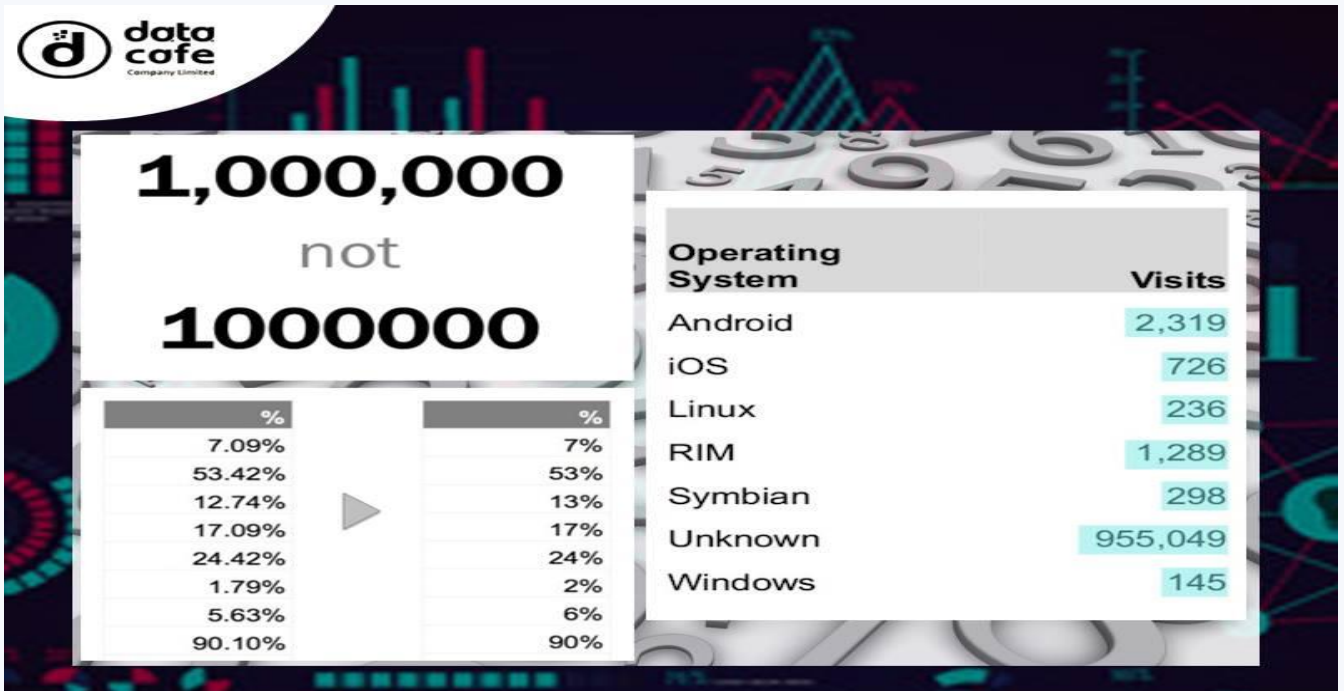 data
cafe
Company Limited
1,000,000
not
1000000
% %
7.09% 7%
53.42% 53%
12.74% 13%
17.09% 17%
24.42% 24%
1.79% 2%
5.63% 6%
90.10% 90%
Operating
System Visits
Android 2,319
iOS 726
Linux 236
RIM 1,289
Symbian 298
Unknown 955,049
Windows 145